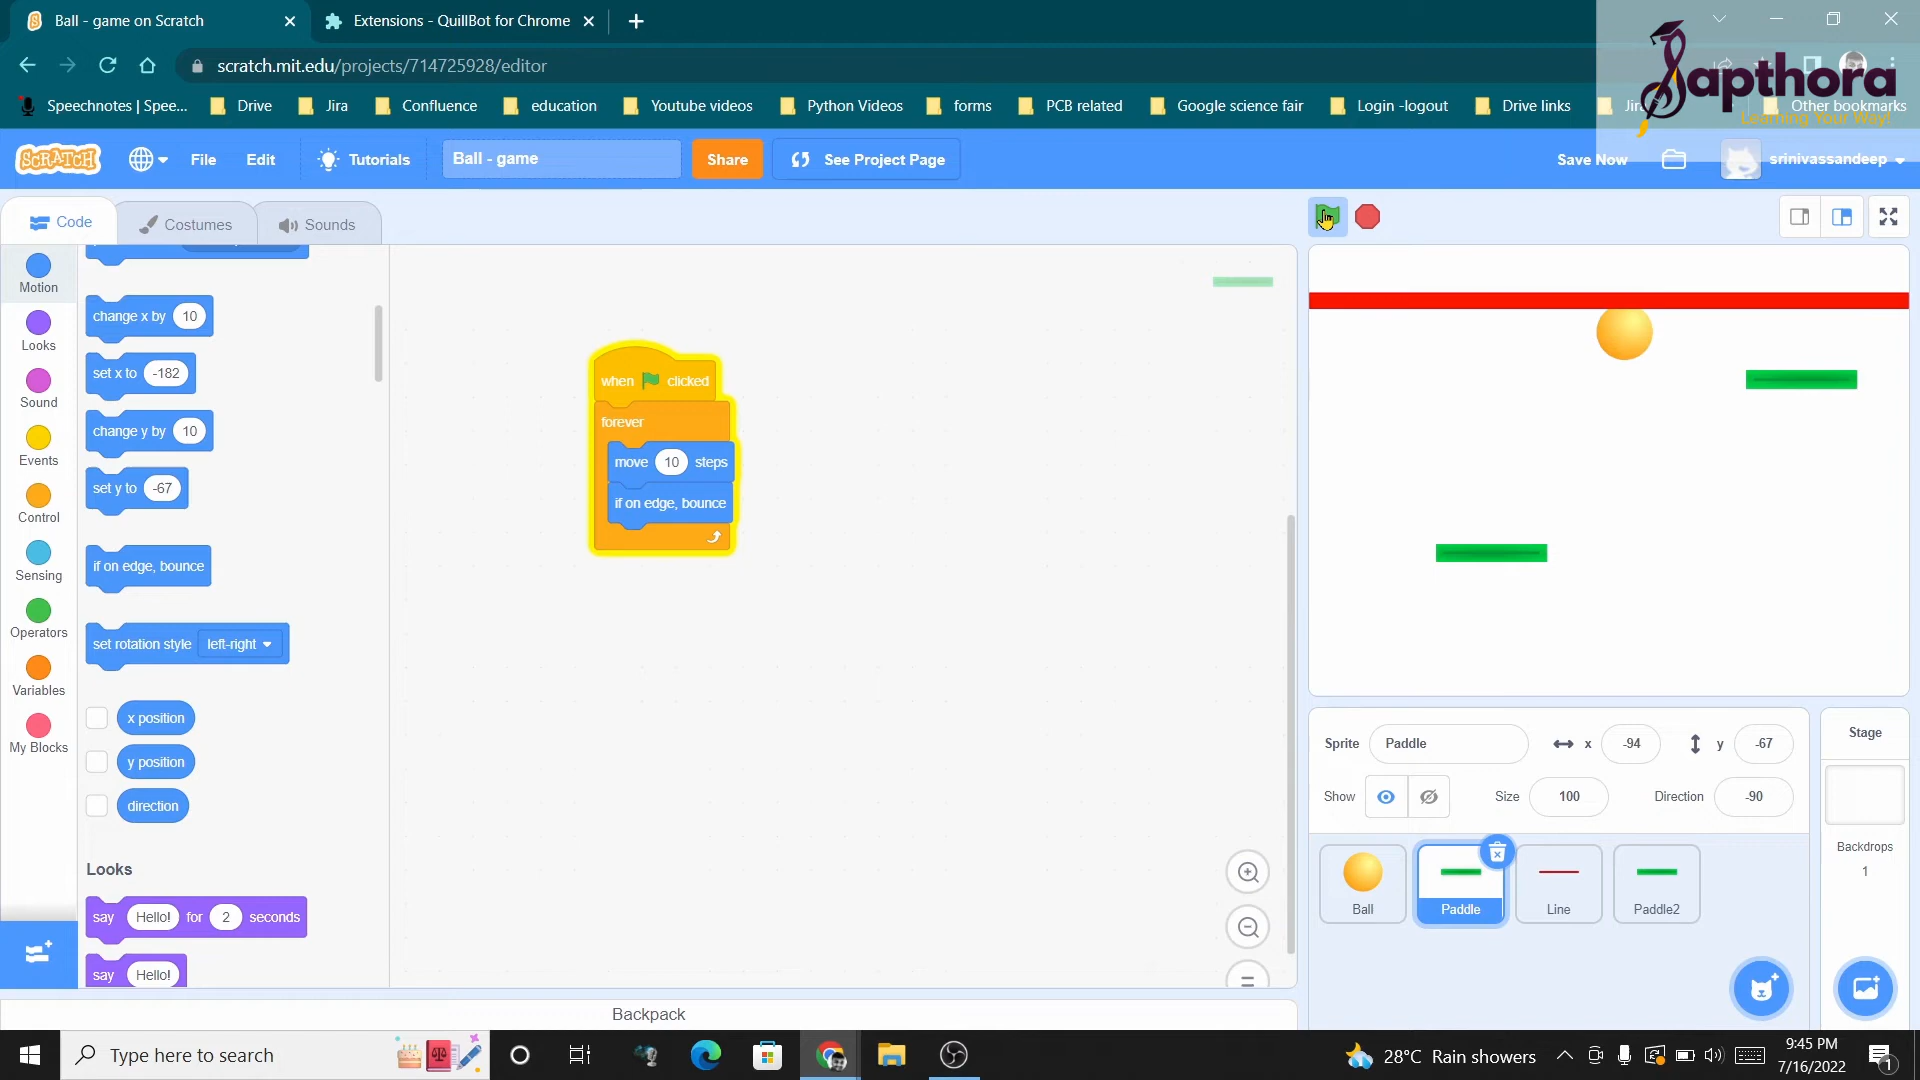 Ball - game on Scratch
Extensions - QuillBot for Chrome
scratch.mit.edu/projects/714725928/editor
Speechnotes | Spee...
Drive
Jira
Confluence
education
Youtube videos
Python Videos
forms
PCB related
Google science fair
Login -logout
Drive links
Other bookmarks
apthora
Learning Your Way!
SCRATCH
File
Edit
Tutorials
Ball - game
Share
See Project Page
Save Now
srinivassandeep
Code
Costumes
Sounds
Motion
Looks
Sound
Events
Control
Sensing
Operators
Variables
My Blocks
change x by 10
set x to -182
change y by 10
set y to -67
if on edge, bounce
set rotation style left-right
x position
y position
direction
Looks
say Hello! for 2 seconds
say Hello!
when clicked
forever
move 10 steps
if on edge, bounce
Backpack
Sprite Paddle x -94 y -67
Show Size 100 Direction -90
Ball
Paddle
Line
Paddle2
Stage
Backdrops
1
Type here to search
28°C Rain showers
9:45 PM
7/16/2022
1